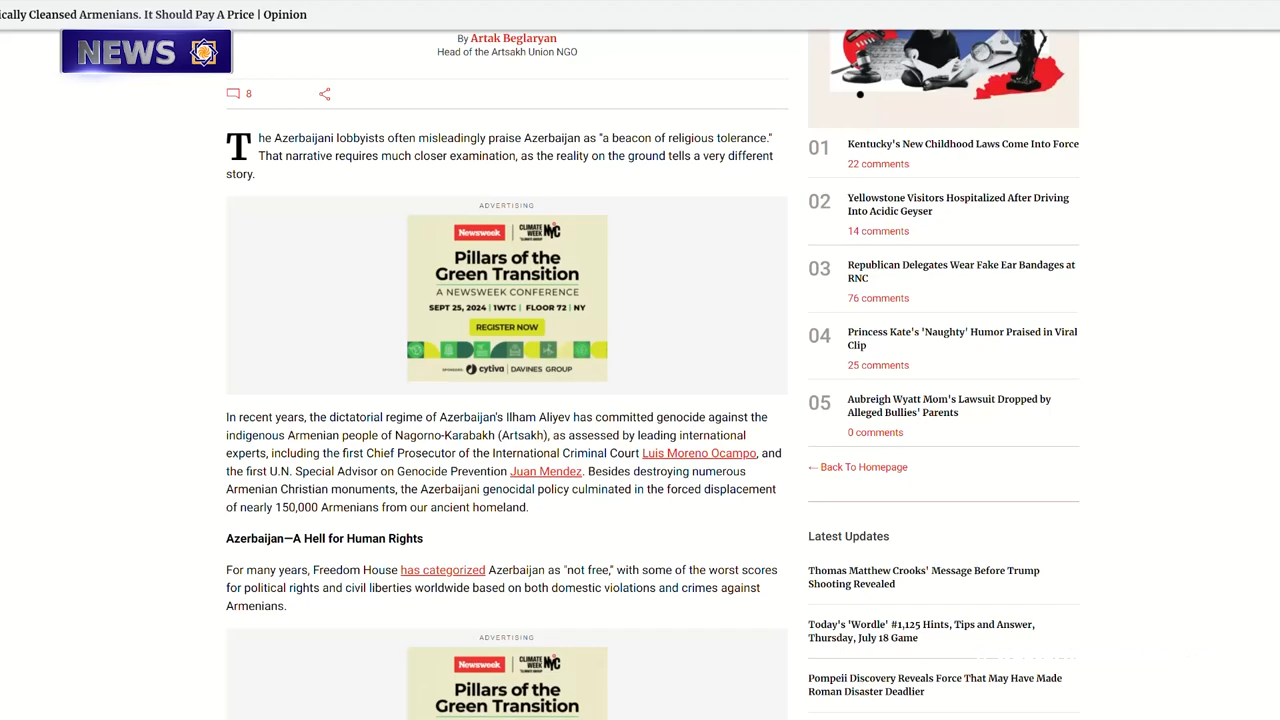 ically Cleansed Armenians. It Should Pay A Price | Opinion
NEWS
By Artak Beglaryan
Head of the Artsakh Union NGO
8
The Azerbaijani lobbyists often misleadingly praise Azerbaijan as "a beacon of religious tolerance."
That narrative requires much closer examination, as the reality on the ground tells a very different
story.
ADVERTISING
Newsweek | CLIMATE WEEK NYC
Pillars of the
Green Transition
A NEWSWEEK CONFERENCE
SEPT 25, 2024 | 1WTC | FLOOR 72 | NY
REGISTER NOW
cytiva | DAVINES GROUP
In recent years, the dictatorial regime of Azerbaijan's Ilham Aliyev has committed genocide against the
indigenous Armenian people of Nagorno-Karabakh (Artsakh), as assessed by leading international
experts, including the first Chief Prosecutor of the International Criminal Court Luis Moreno Ocampo, and
the first U.N. Special Advisor on Genocide Prevention Juan Mendez. Besides destroying numerous
Armenian Christian monuments, the Azerbaijani genocidal policy culminated in the forced displacement
of nearly 150,000 Armenians from our ancient homeland.
Azerbaijan—A Hell for Human Rights
For many years, Freedom House has categorized Azerbaijan as "not free," with some of the worst scores
for political rights and civil liberties worldwide based on both domestic violations and crimes against
Armenians.
ADVERTISING
Newsweek | CLIMATE WEEK NYC
Pillars of the
Green Transition
01 Kentucky's New Childhood Laws Come Into Force
22 comments
02 Yellowstone Visitors Hospitalized After Driving
Into Acidic Geyser
14 comments
03 Republican Delegates Wear Fake Ear Bandages at
RNC
76 comments
04 Princess Kate's 'Naughty' Humor Praised in Viral
Clip
25 comments
05 Aubreigh Wyatt Mom's Lawsuit Dropped by
Alleged Bullies' Parents
0 comments
← Back To Homepage
Latest Updates
Thomas Matthew Crooks' Message Before Trump
Shooting Revealed
Today's 'Wordle' #1,125 Hints, Tips and Answer,
Thursday, July 18 Game
Pompeii Discovery Reveals Force That May Have Made
Roman Disaster Deadlier